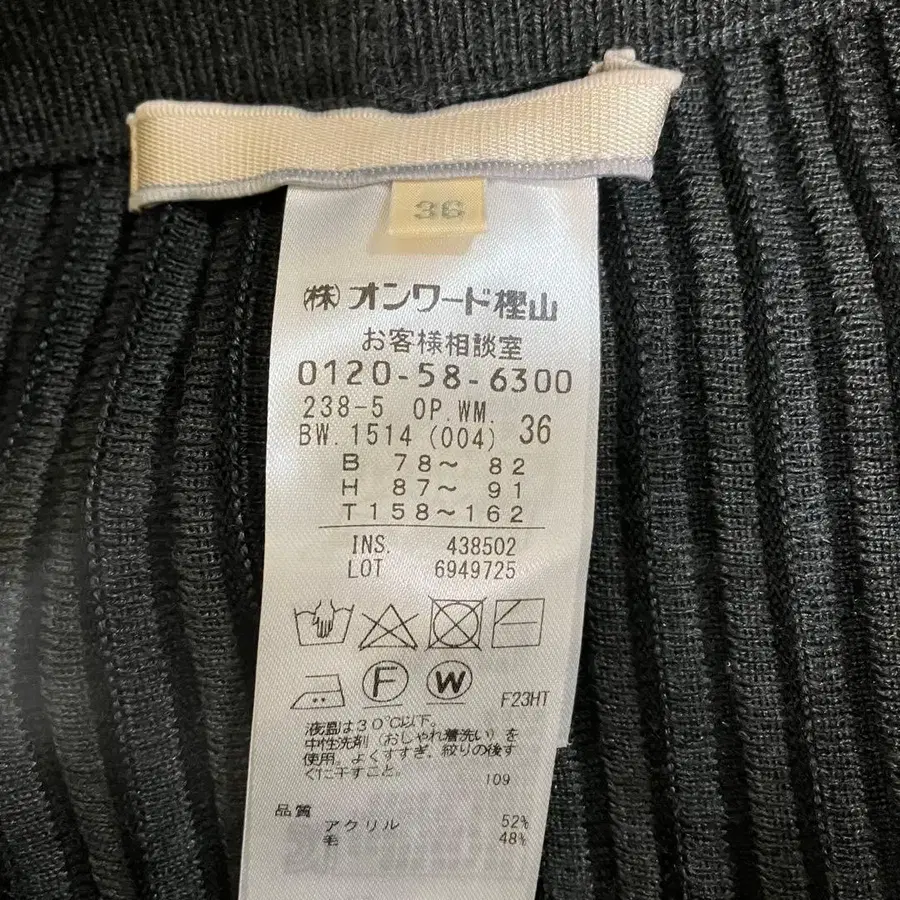 36
(株)オンワード樫山
お客様相談室
0120-58-6300
238-5 OP.WM.
BW.1514 (004) 36
B 78〜 82
H 87〜 91
T158〜162
INS. 438502
LOT 6949725
F
W
F23HT
液温は30℃以下。
中性洗剤(おしゃれ着洗い)を
使用。よくすすぎ、絞りの後す
ぐに干すこと。
109
品質
アクリル 52%
毛 48%